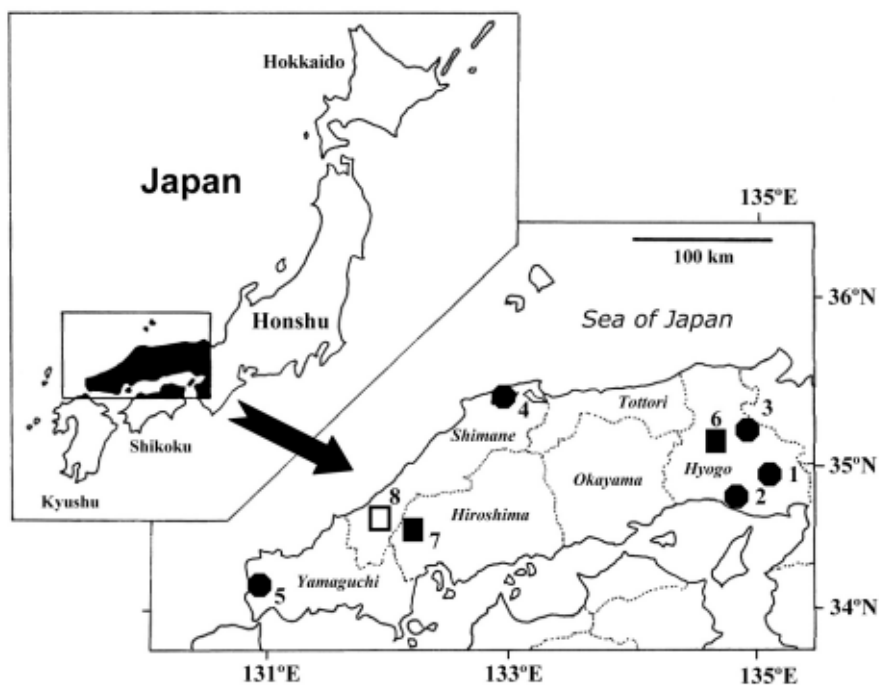 Hokkaido
Japan
Honshu
Shikoku
Kyushu
135°E
100 km
36°N
Sea of Japan
4
Tottori
3
Shimane
6
35°N
Hyogo
1
Okayama
2
8
Hiroshima
7
Yamaguchi
5
34°N
131°E
133°E
135°E